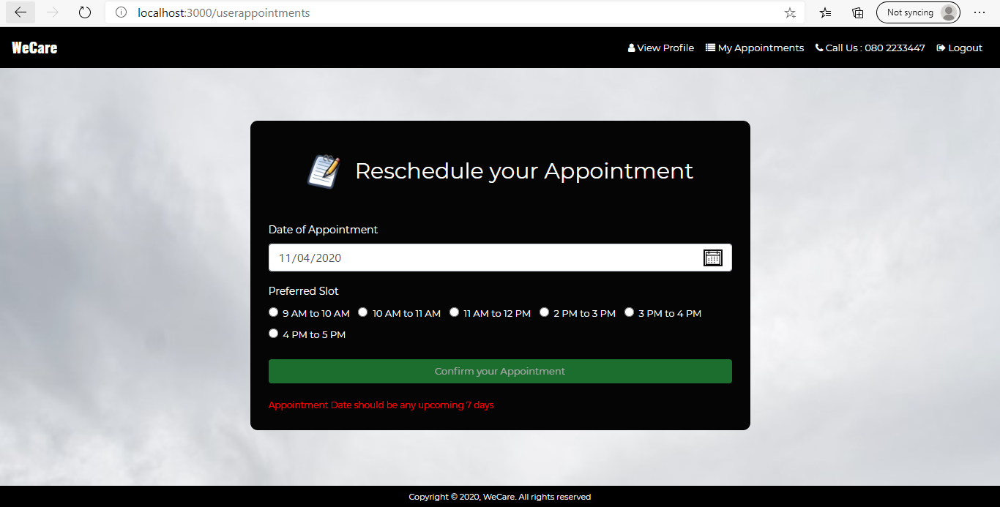 localhost:3000/userappointments
Not syncing
WeCare
View Profile
My Appointments
Call Us : 080 2233447
Logout
Reschedule your Appointment
Date of Appointment
11/04/2020
Preferred Slot
9 AM to 10 AM 10 AM to 11 AM 11 AM to 12 PM 2 PM to 3 PM 3 PM to 4 PM
4 PM to 5 PM
Confirm your Appointment
Appointment Date should be any upcoming 7 days
Copyright © 2020, WeCare. All rights reserved